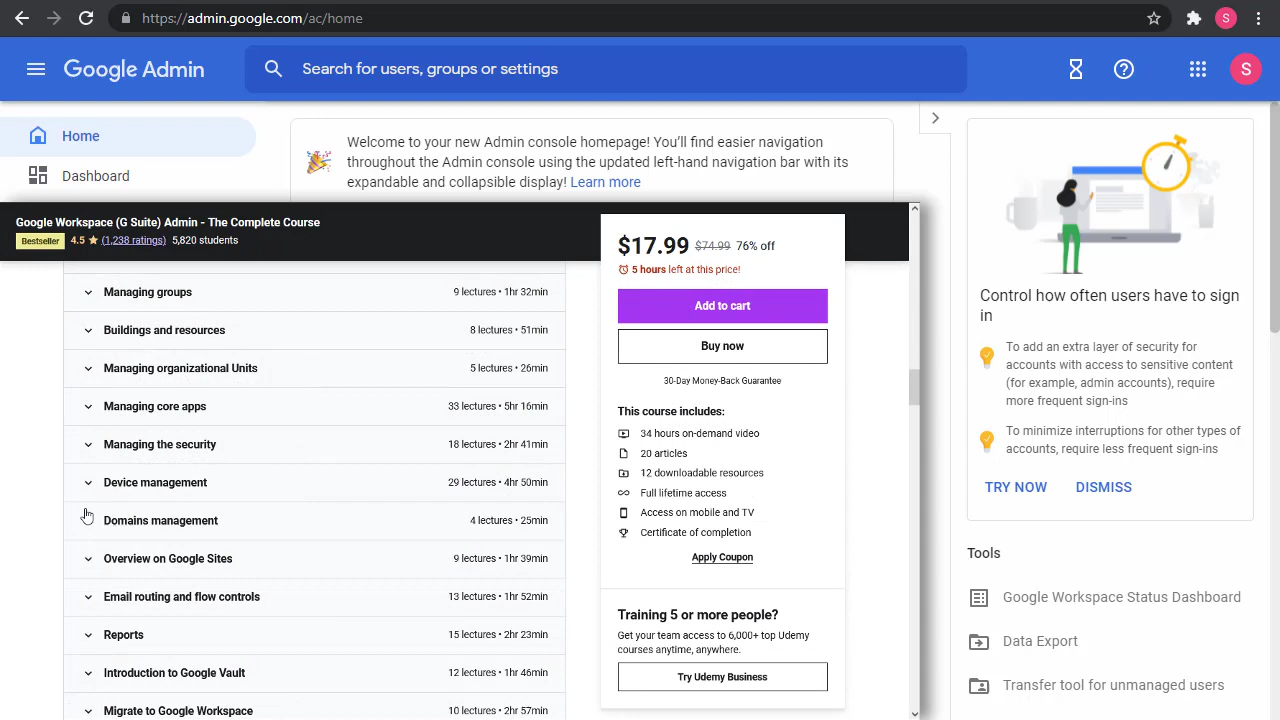 https://admin.google.com/ac/home
S
Google Admin
Search for users, groups or settings
S
Home
Dashboard
Welcome to your new Admin console homepage! You'll find easier navigation
throughout the Admin console using the updated left-hand navigation bar with its
expandable and collapsible display! Learn more
Google Workspace (G Suite) Admin - The Complete Course
Bestseller 4.5 (1,238 ratings) 5,820 students
Managing groups 9 lectures • 1hr 32min
Buildings and resources 8 lectures • 51min
Managing organizational Units 5 lectures • 26min
Managing core apps 33 lectures • 5hr 16min
Managing the security 18 lectures • 2hr 41min
Device management 29 lectures • 4hr 50min
Domains management 4 lectures • 25min
Overview on Google Sites 9 lectures • 1hr 39min
Email routing and flow controls 13 lectures • 1hr 52min
Reports 15 lectures • 2hr 23min
Introduction to Google Vault 12 lectures • 1hr 46min
Migrate to Google Workspace 10 lectures • 2hr 57min
$17.99 $74.99 76% off
5 hours left at this price!
Add to cart
Buy now
30-Day Money-Back Guarantee
This course includes:
34 hours on-demand video
20 articles
12 downloadable resources
Full lifetime access
Access on mobile and TV
Certificate of completion
Apply Coupon
Training 5 or more people?
Get your team access to 6,000+ top Udemy
courses anytime, anywhere.
Try Udemy Business
Control how often users have to sign
in
To add an extra layer of security for
accounts with access to sensitive content
(for example, admin accounts), require
more frequent sign-ins
To minimize interruptions for other types of
accounts, require less frequent sign-ins
TRY NOW DISMISS
Tools
Google Workspace Status Dashboard
Data Export
Transfer tool for unmanaged users